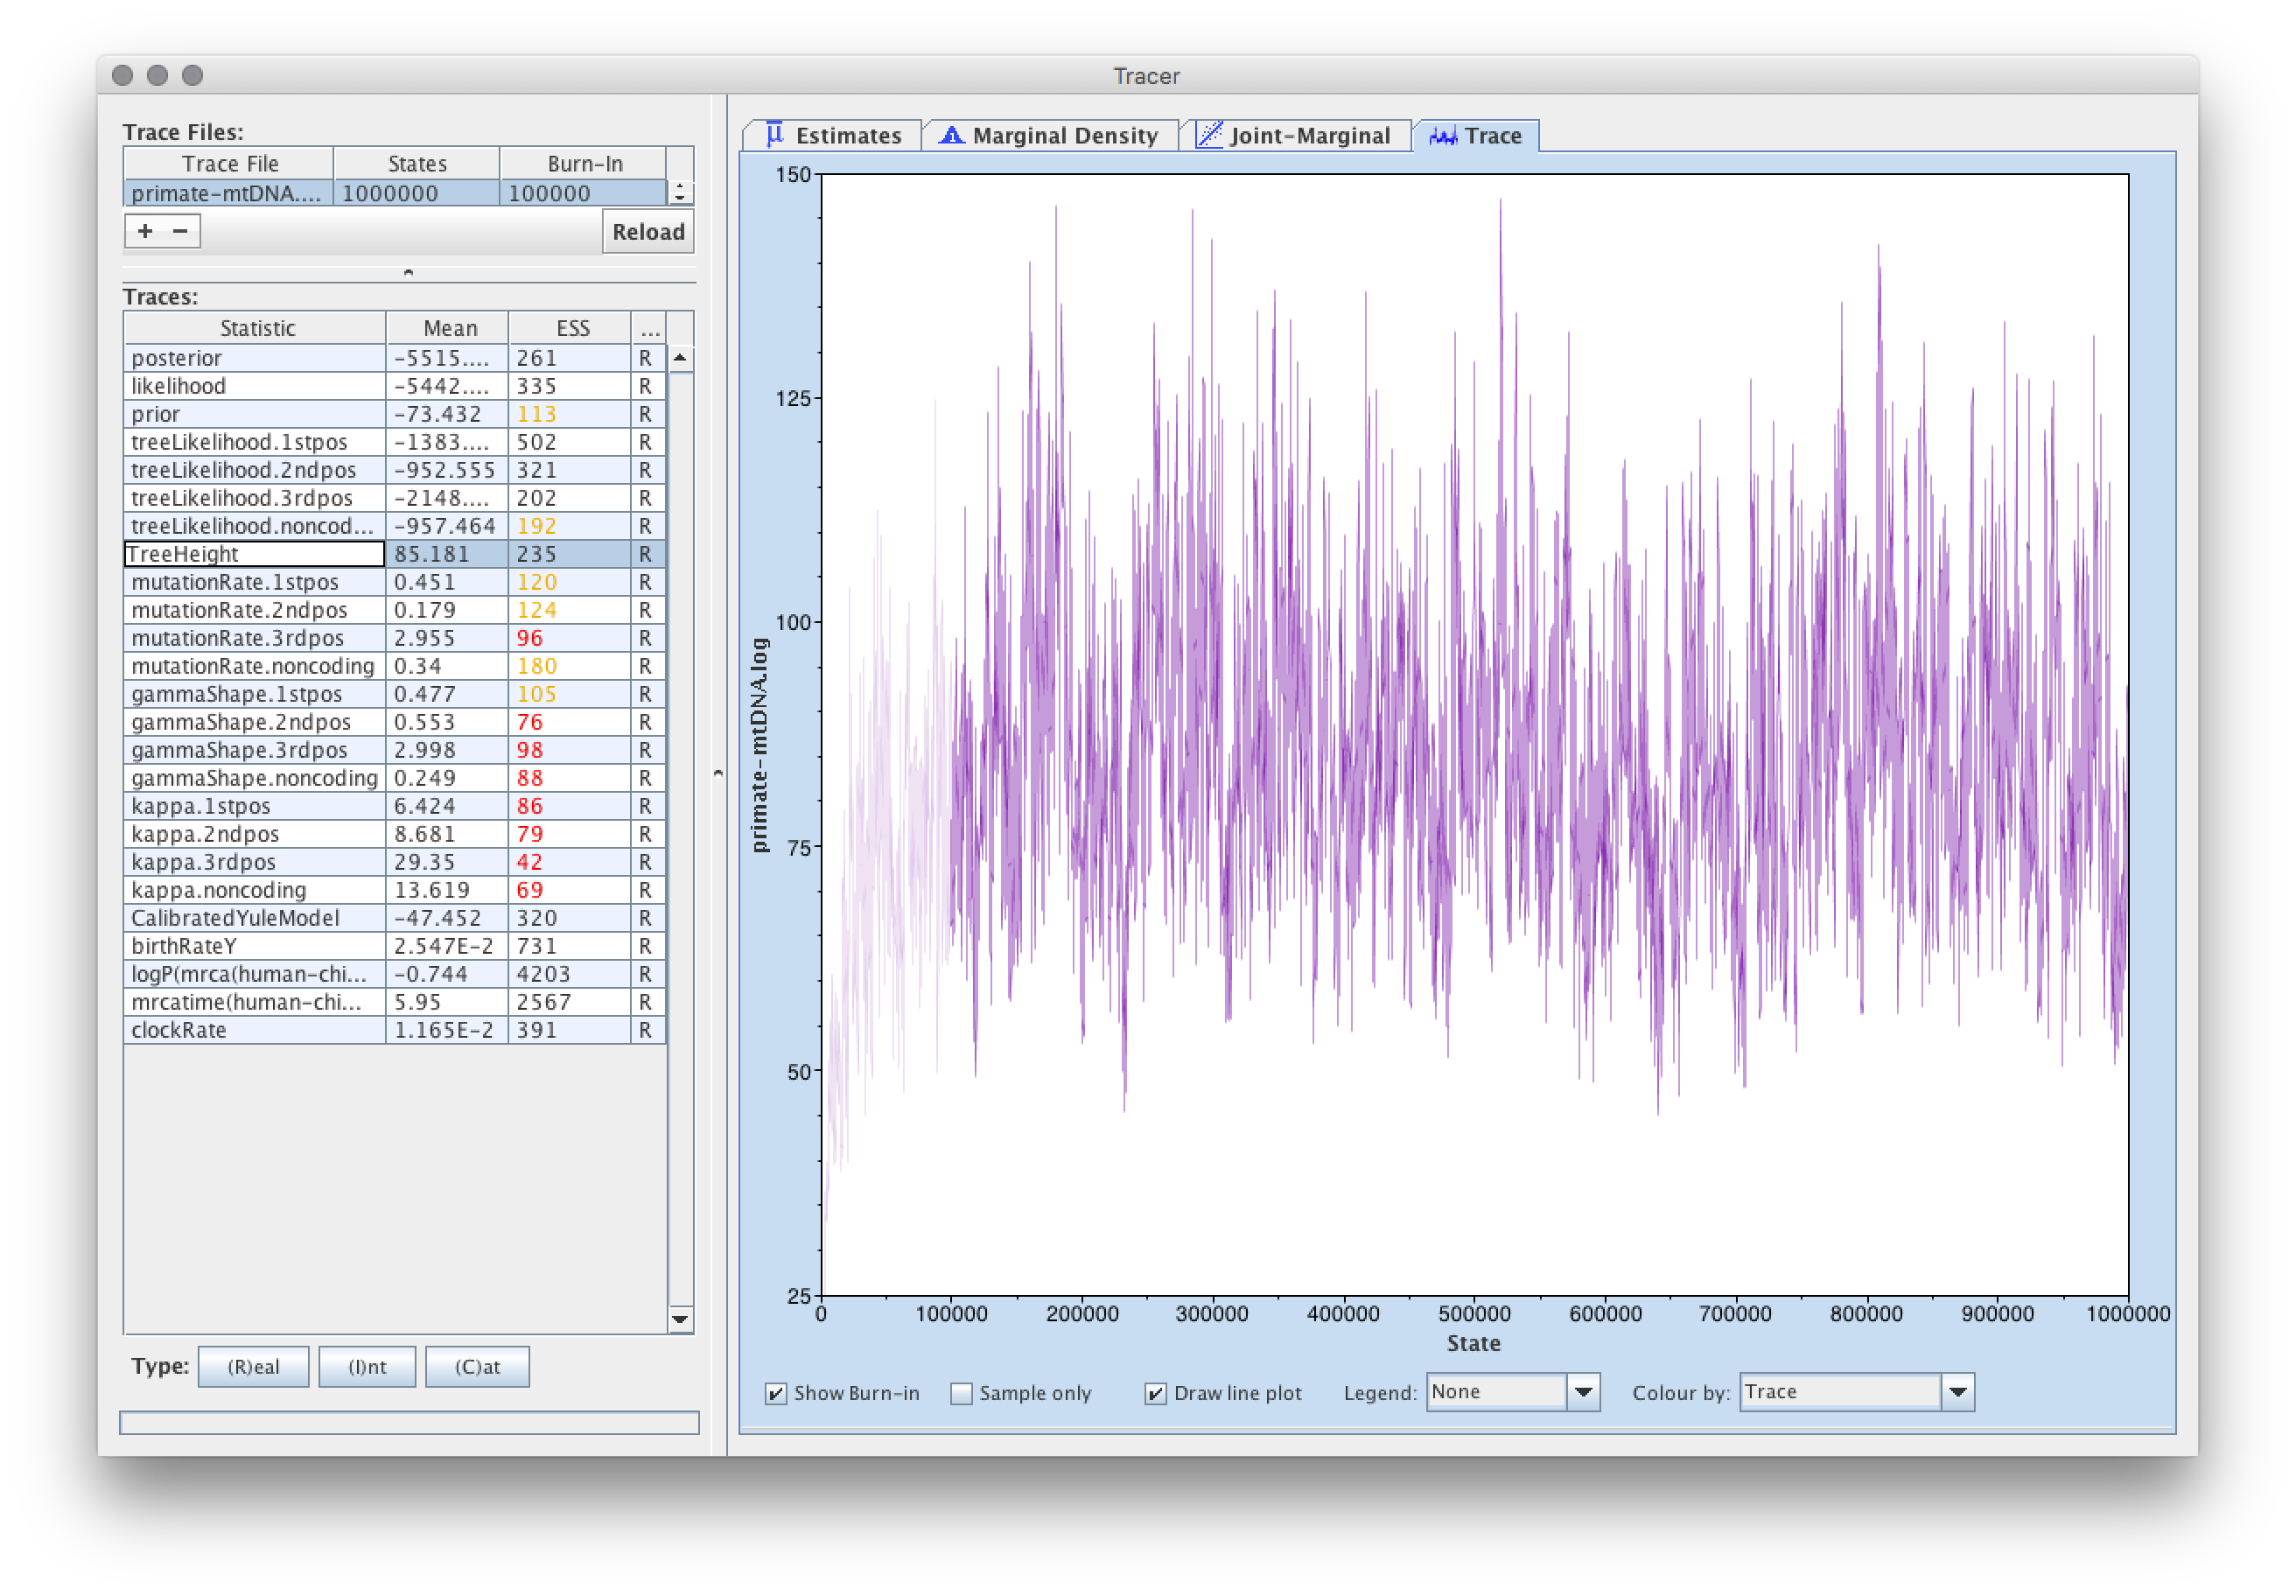 Tracer
Trace Files:
Trace File States Burn-In
primate-mtDNA.... 1000000 100000
+ − Reload
Traces:
Statistic Mean ESS ...
posterior −5515.... 261 R
likelihood −5442.... 335 R
prior −73.432 113 R
treeLikelihood.1stpos −1383.... 502 R
treeLikelihood.2ndpos −952.555 321 R
treeLikelihood.3rdpos −2148.... 202 R
treeLikelihood.noncod... −957.464 192 R
TreeHeight 85.181 235 R
mutationRate.1stpos 0.451 120 R
mutationRate.2ndpos 0.179 124 R
mutationRate.3rdpos 2.955 96 R
mutationRate.noncoding 0.34 180 R
gammaShape.1stpos 0.477 105 R
gammaShape.2ndpos 0.553 76 R
gammaShape.3rdpos 2.998 98 R
gammaShape.noncoding 0.249 88 R
kappa.1stpos 6.424 86 R
kappa.2ndpos 8.681 79 R
kappa.3rdpos 29.35 42 R
kappa.noncoding 13.619 69 R
CalibratedYuleModel −47.452 320 R
birthRateY 2.547E−2 731 R
logP(mrca(human-chi... −0.744 4203 R
mrcatime(human-chi... 5.95 2567 R
clockRate 1.165E−2 391 R
Type: (R)eal (I)nt (C)at
μ Estimates Marginal Density Joint-Marginal Trace
150
125
100
75
50
25
primate-mtDNA.log
0 100000 200000 300000 400000 500000 600000 700000 800000 900000 1000000
State
Show Burn-in Sample only Draw line plot Legend: None Colour by: Trace